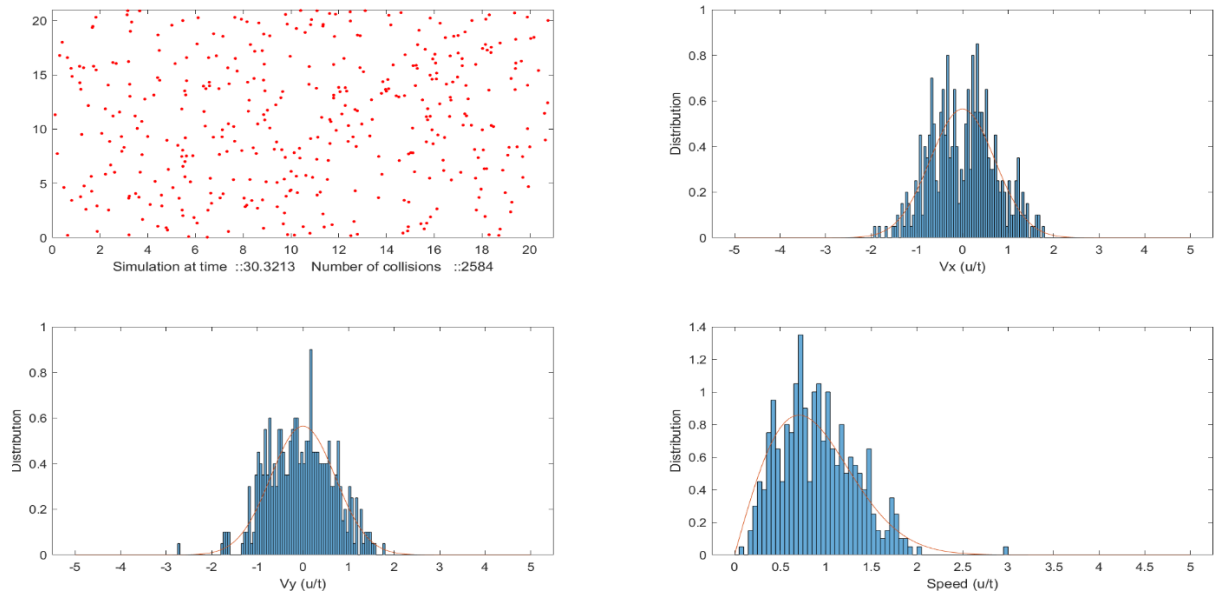 20
15
10
5
0
0 2 4 6 8 10 12 14 16 18 20
Simulation at time ::30.3213 Number of collisions ::2584
1
0.8
0.6
0.4
0.2
0
Distribution
-5 -4 -3 -2 -1 0 1 2 3 4 5
Vx (u/t)
1
0.8
0.6
0.4
0.2
0
Distribution
-5 -4 -3 -2 -1 0 1 2 3 4 5
Vy (u/t)
1.4
1.2
1
0.8
0.6
0.4
0.2
0
Distribution
0 0.5 1 1.5 2 2.5 3 3.5 4 4.5 5
Speed (u/t)